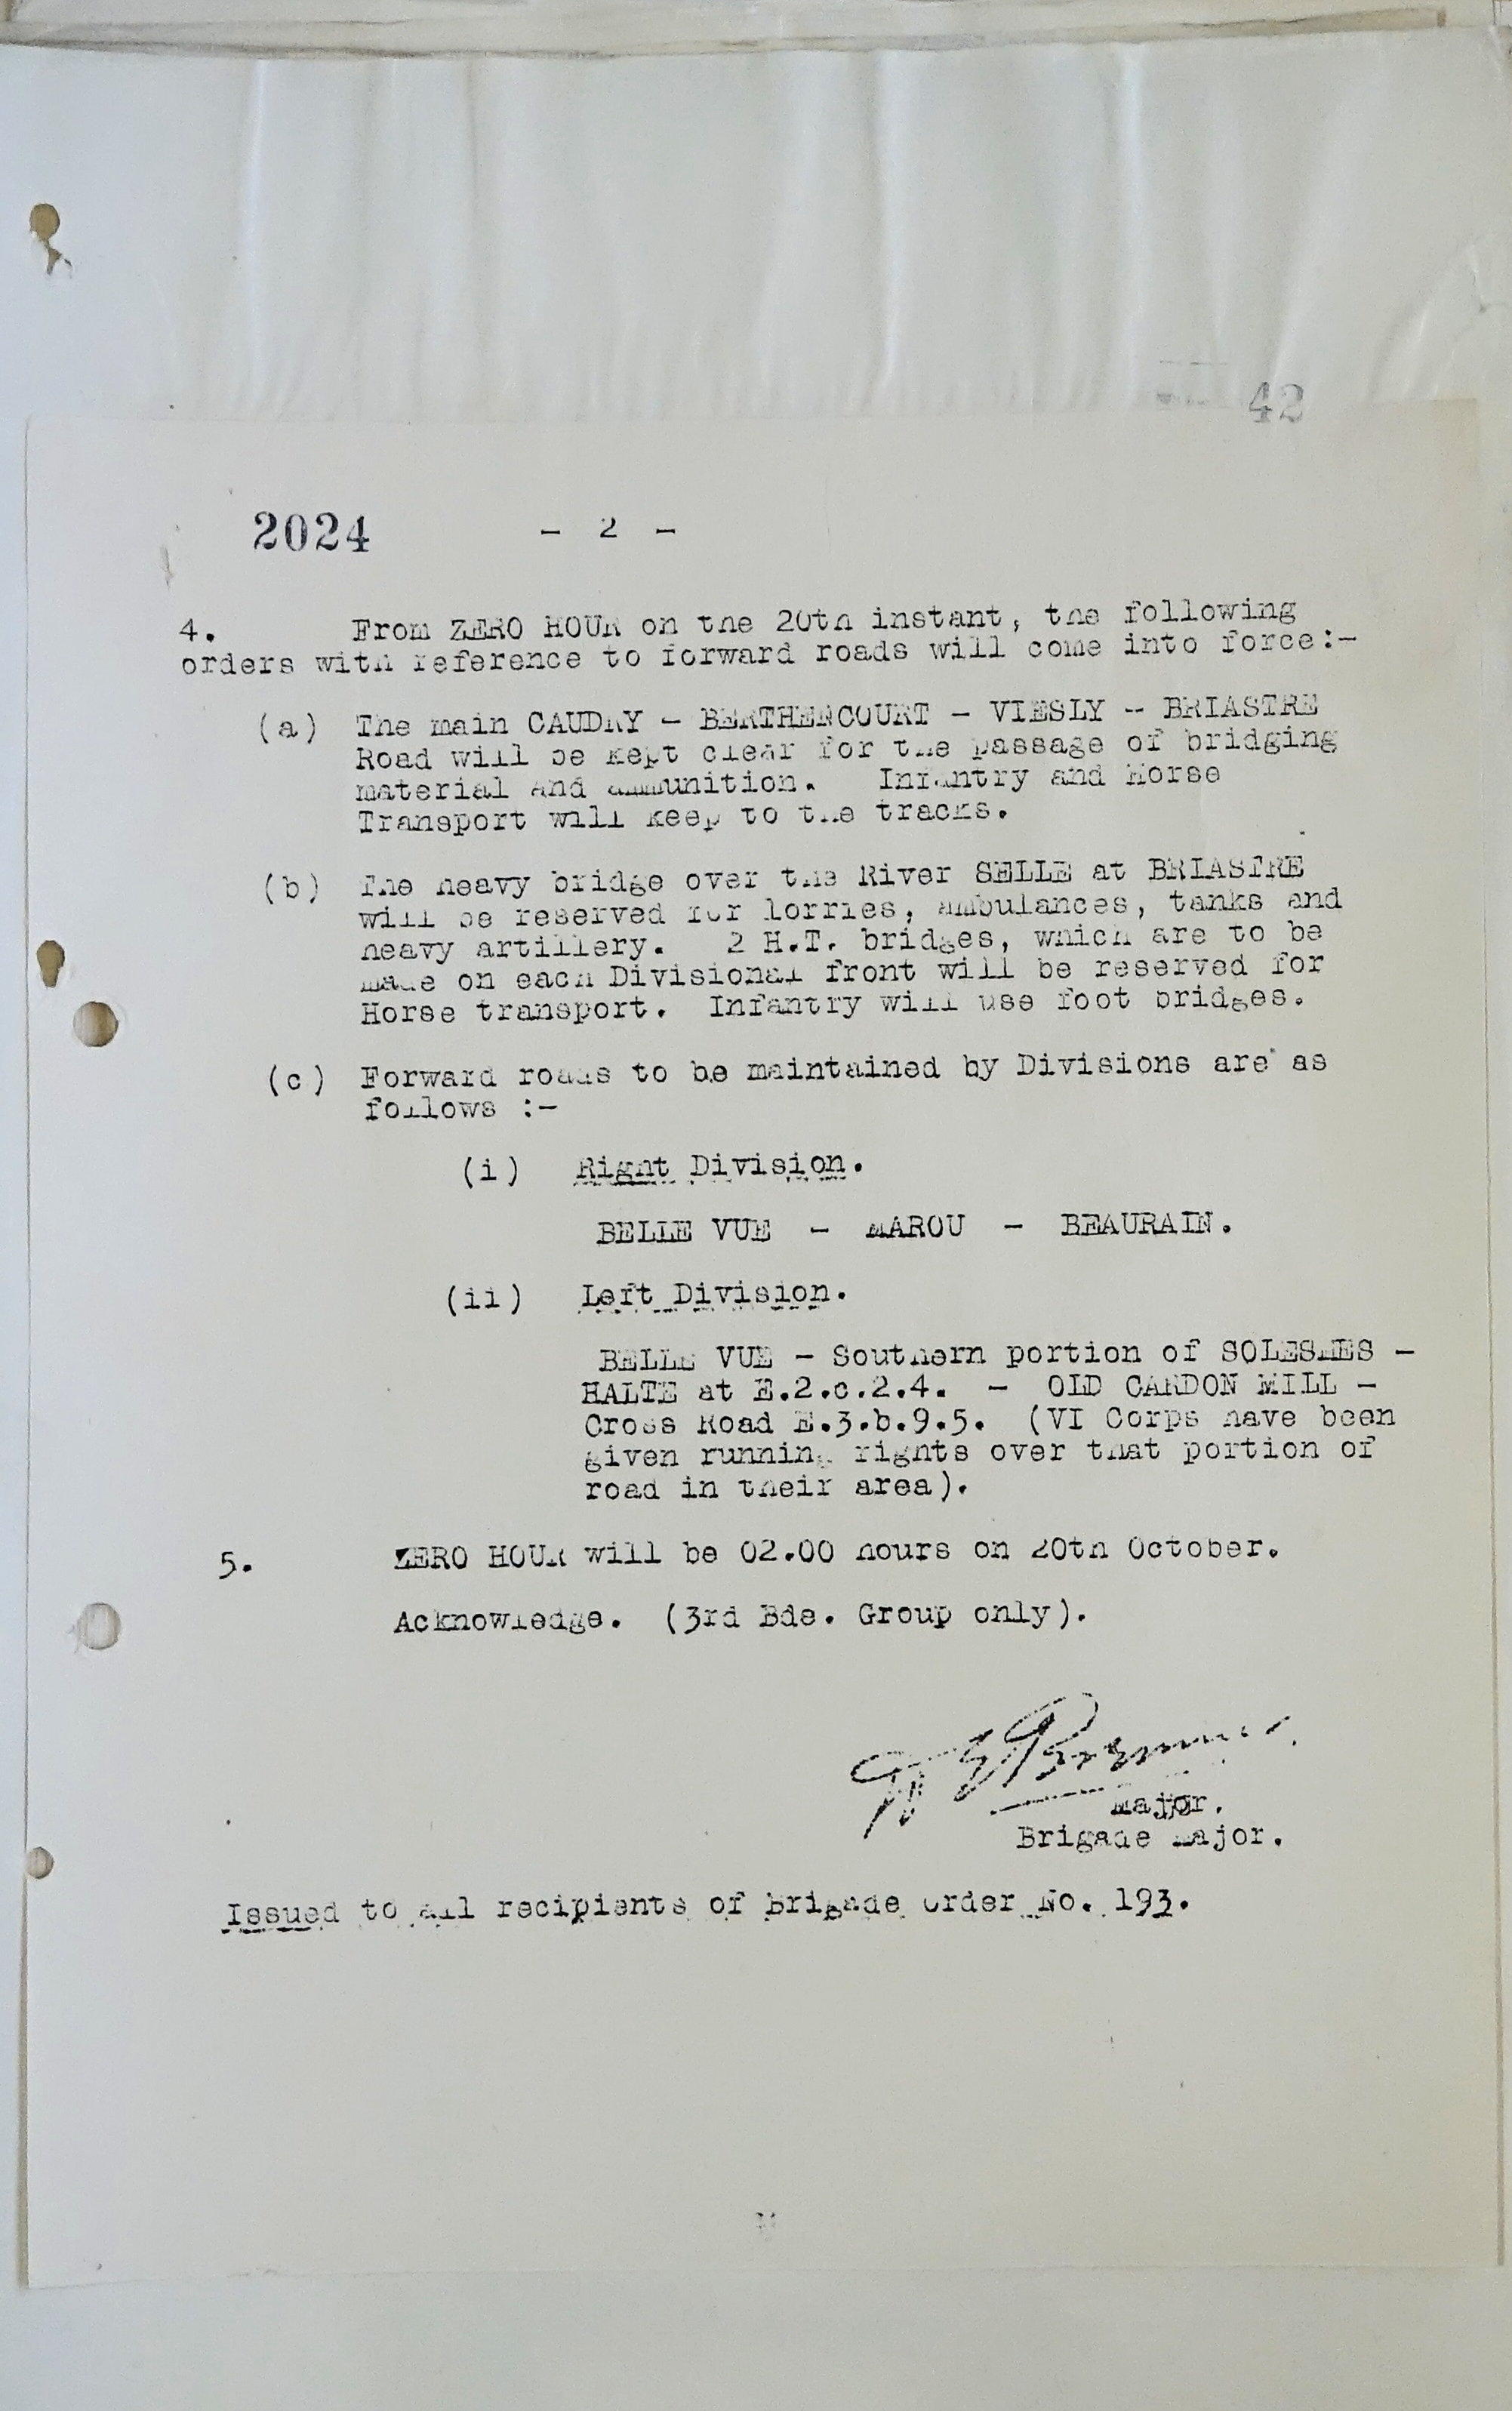 42
2024 - 2 -
4. From ZERO HOUR on the 20th instant, the following
orders with reference to forward roads will come into force:-
(a) The main CAUDRY - BERTHENCOURT - VIESLY -- BRIASTRE
Road will be kept clear for the passage of bridging
material and ammunition. Infantry and Horse
Transport will keep to the tracks.
(b) The heavy bridge over the River SELLE at BRIASTRE
will be reserved for lorries, ambulances, tanks and
heavy artillery. 2 H.T. bridges, which are to be
made on each Divisional front will be reserved for
Horse transport. Infantry will use foot bridges.
(c) Forward roads to be maintained by Divisions are as
follows :-
(i) Right Division.
BELLE VUE - MAROU - BEAURAIN.
(ii) Left Division.
BELLE VUE - Southern portion of SOLESMES -
HALTE at E.2.c.2.4. - OLD CARDON MILL -
Cross Road E.3.b.9.5. (VI Corps have been
given running rights over that portion of
road in their area).
5. ZERO HOUR will be 02.00 hours on 20th October.
Acknowledge. (3rd Bde. Group only).
Major.
Brigade Major.
Issued to all recipients of Brigade Order No. 193.